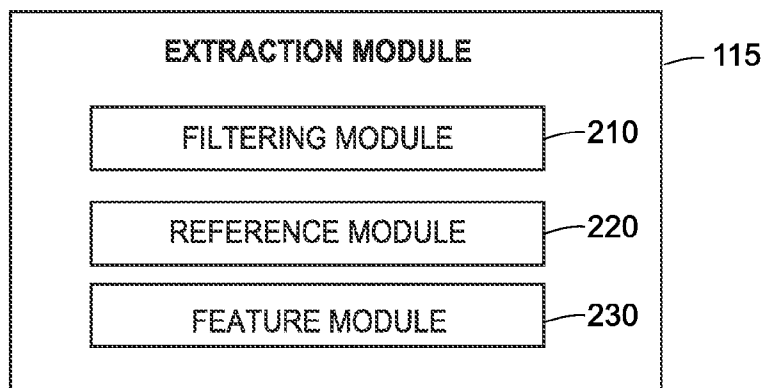 EXTRACTION MODULE
115
FILTERING MODULE
210
REFERENCE MODULE
220
FEATURE MODULE
230